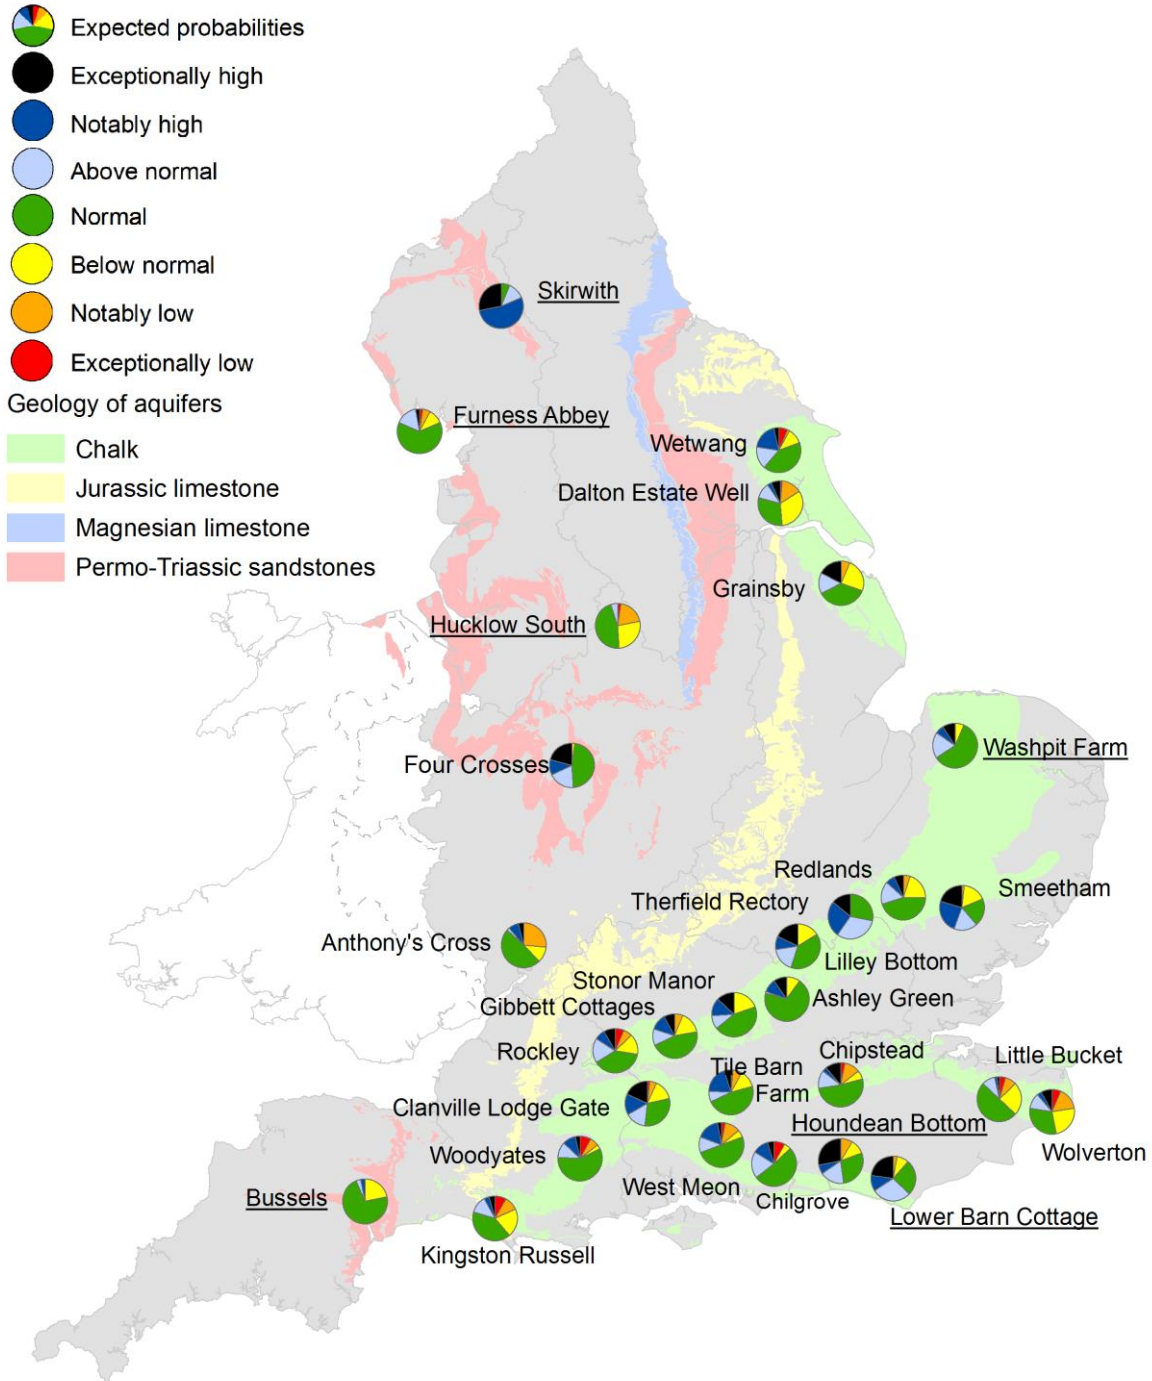 Expected probabilities
Exceptionally high
Notably high
Above normal
Normal
Below normal
Notably low
Exceptionally low
Geology of aquifers
Chalk
Jurassic limestone
Magnesian limestone
Permo-Triassic sandstones
Skirwith
Furness Abbey
Wetwang
Dalton Estate Well
Grainsby
Hucklow South
Washpit Farm
Four Crosses
Redlands
Smeetham
Therfield Rectory
Anthony's Cross
Lilley Bottom
Stonor Manor
Ashley Green
Gibbett Cottages
Rockley
Chipstead
Little Bucket
Tile Barn
Farm
Clanville Lodge Gate
Houndean Bottom
Wolverton
Woodyates
West Meon
Chilgrove
Bussels
Lower Barn Cottage
Kingston Russell